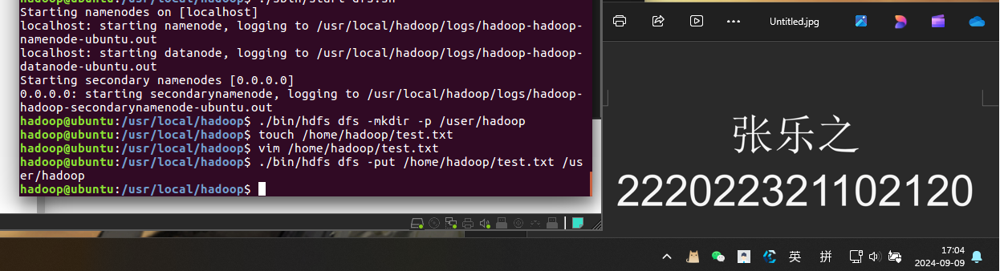 hadoop@ubuntu:/usr/local/hadoop$ ./sbin/start-dfs.sh
Starting namenodes on [localhost]
localhost: starting namenode, logging to /usr/local/hadoop/logs/hadoop-hadoop-
namenode-ubuntu.out
localhost: starting datanode, logging to /usr/local/hadoop/logs/hadoop-hadoop-
datanode-ubuntu.out
Starting secondary namenodes [0.0.0.0]
0.0.0.0: starting secondarynamenode, logging to /usr/local/hadoop/logs/hadoop-
hadoop-secondarynamenode-ubuntu.out
hadoop@ubuntu:/usr/local/hadoop$ ./bin/hdfs dfs -mkdir -p /user/hadoop
hadoop@ubuntu:/usr/local/hadoop$ touch /home/hadoop/test.txt
hadoop@ubuntu:/usr/local/hadoop$ vim /home/hadoop/test.txt
hadoop@ubuntu:/usr/local/hadoop$ ./bin/hdfs dfs -put /home/hadoop/test.txt /us
er/hadoop
hadoop@ubuntu:/usr/local/hadoop$
Untitled.jpg
张乐之
222022321102120
英 拼
17:04
2024-09-09